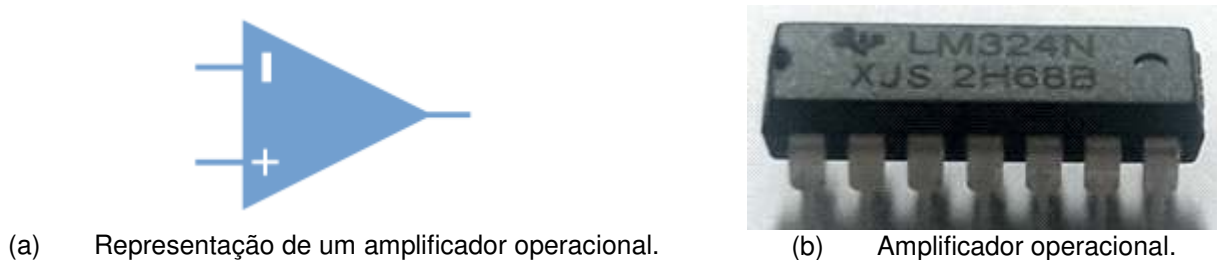 LM324N
XJS 2H68B
+
(a) Representação de um amplificador operacional.
(b) Amplificador operacional.